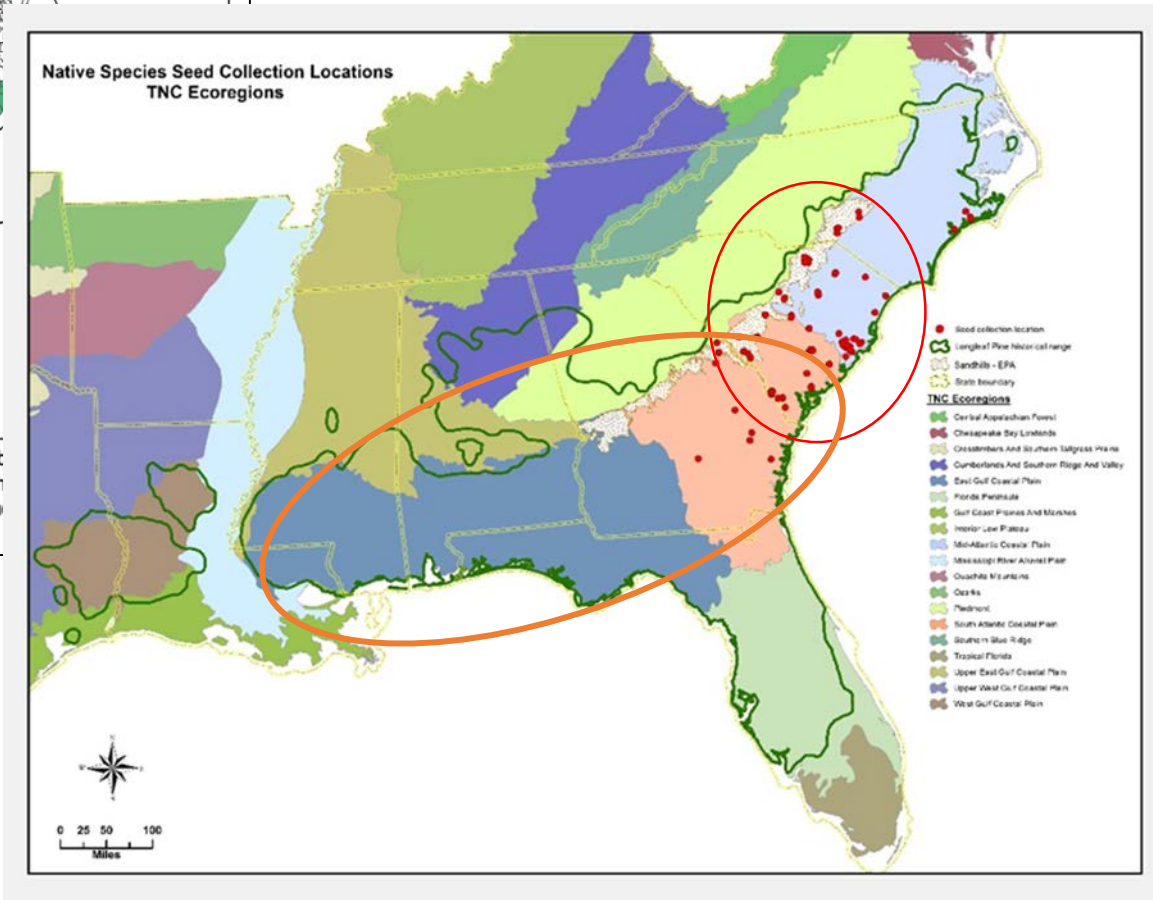 Native Species Seed Collection Locations
TNC Ecoregions
Seed collection location
Longleaf Pine historical range
Sandhills - EPA
State boundary
TNC Ecoregions
Central Appalachian Forest
Chesapeake Bay Lowlands
Crosstimbers And Southern Tallgrass Prairie
Cumberlands And Southern Ridge And Valley
East Gulf Coastal Plain
Florida Peninsula
Gulf Coast Prairies And Marshes
Interior Low Plateau
Mid-Atlantic Coastal Plain
Mississippi River Alluvial Plain
Ouachita Mountains
Ozarks
Piedmont
South Atlantic Coastal Plain
Southern Blue Ridge
Tropical Florida
Upper East Gulf Coastal Plain
Upper West Gulf Coastal Plain
West Gulf Coastal Plain
N
W
S
0 25 50 100
Miles